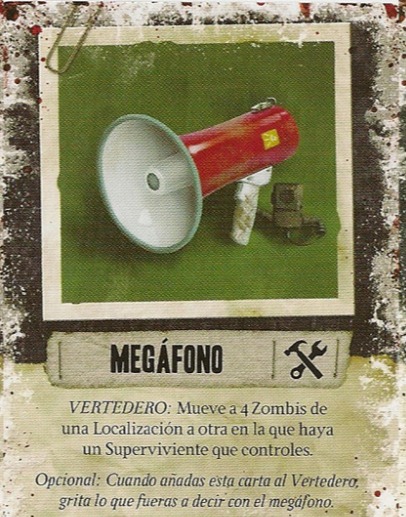 MEGÁFONO
VERTEDERO: Mueve a 4 Zombis de
una Localización a otra en la que haya
un Superviviente que controles.
Opcional: Cuando añadas esta carta al Vertedero,
grita lo que fueras a decir con el megáfono.